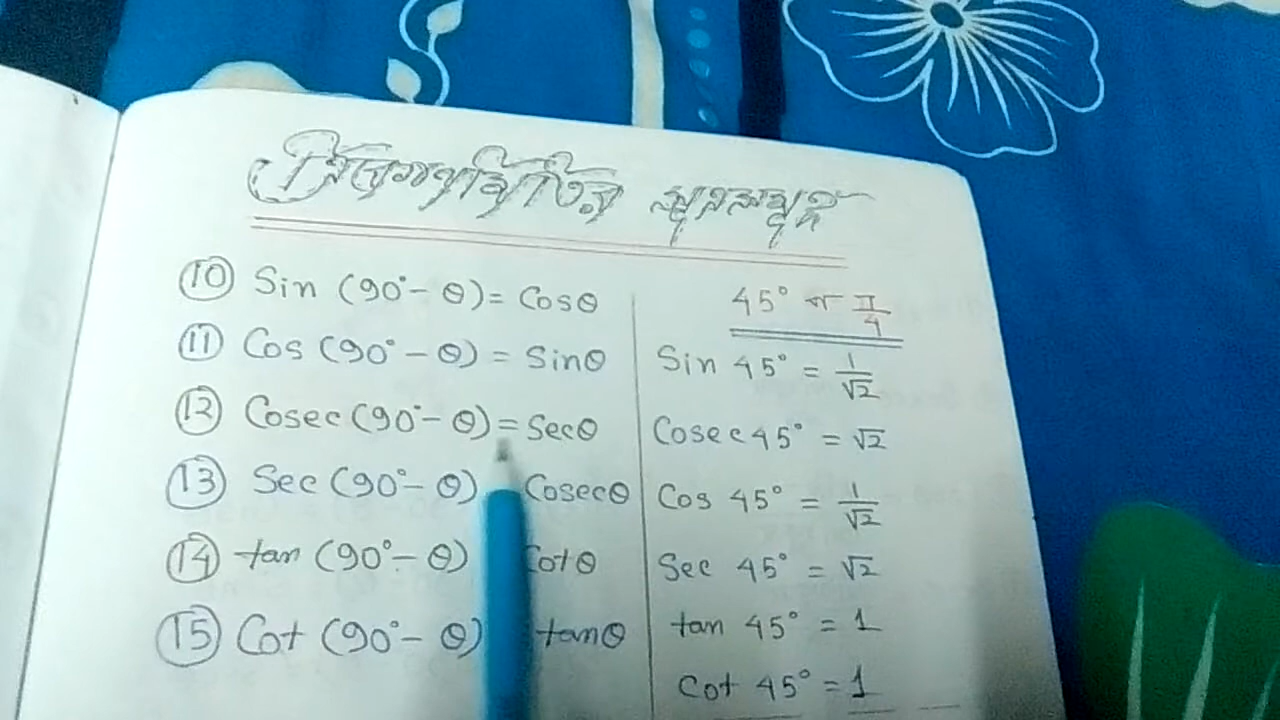 ত্রিকোণমিতির মূলসূত্র
10 Sin (90° - θ) = Cosθ
11 Cos (90° - θ) = Sinθ
12 Cosec (90° - θ) = Secθ
13 Sec (90° - θ) Cosecθ
14 tan (90° - θ) Cotθ
15 Cot (90° - θ) tanθ
45° বা π/4
Sin 45° = 1/√2
Cosec 45° = √2
Cos 45° = 1/√2
Sec 45° = √2
tan 45° = 1
Cot 45° = 1